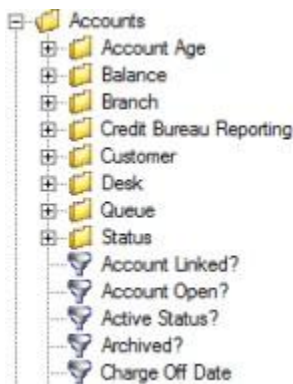 Accounts
Account Age
Balance
Branch
Credit Bureau Reporting
Customer
Desk
Queue
Status
Account Linked?
Account Open?
Active Status?
Archived?
Charge Off Date